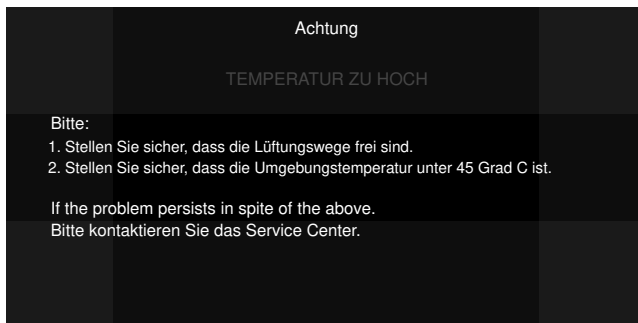 Achtung
TEMPERATUR ZU HOCH
Bitte:
1. Stellen Sie sicher, dass die Lüftungswege frei sind.
2. Stellen Sie sicher, dass die Umgebungstemperatur unter 45 Grad C ist.
If the problem persists in spite of the above.
Bitte kontaktieren Sie das Service Center.